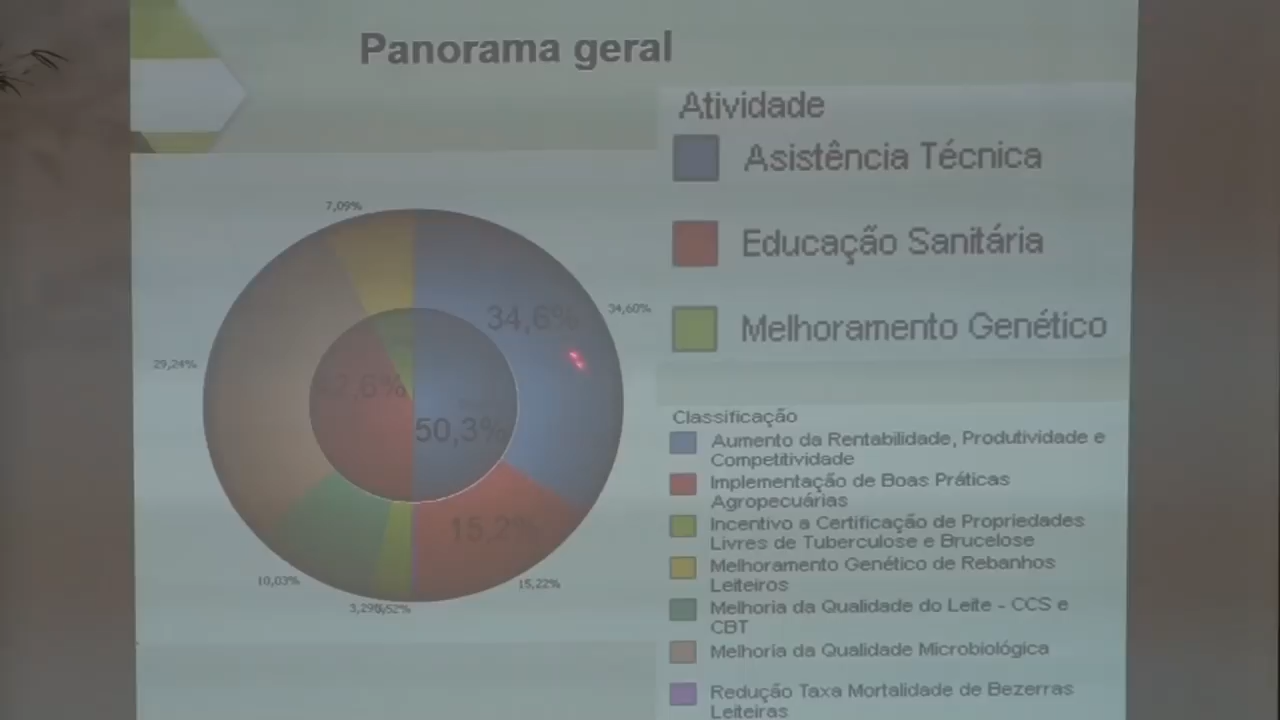 Panorama geral
Atividade
Asistência Técnica
Educação Sanitária
Melhoramento Genético
7,09%
34,6%
34,60%
29,24%
50,3%
15,2%
10,03%
15,22%
Classificação
Aumento da Rentabilidade, Produtividade e
Competitividade
Implementação de Boas Práticas
Agropecuárias
Incentivo a Certificação de Propriedades
Livres de Tuberculose e Brucelose
Melhoramento Genético de Rebanhos
Leiteiros
Melhoria da Qualidade do Leite - CCS e
CBT
Melhoria da Qualidade Microbiológica
Redução Taxa Mortalidade de Bezerras
Leiteiras